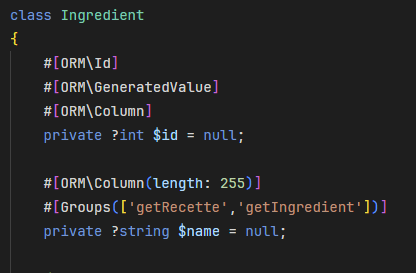 class Ingredient
{
#[ORM\Id]
#[ORM\GeneratedValue]
#[ORM\Column]
private ?int $id = null;
#[ORM\Column(length: 255)]
#[Groups(['getRecette','getIngredient'])]
private ?string $name = null;